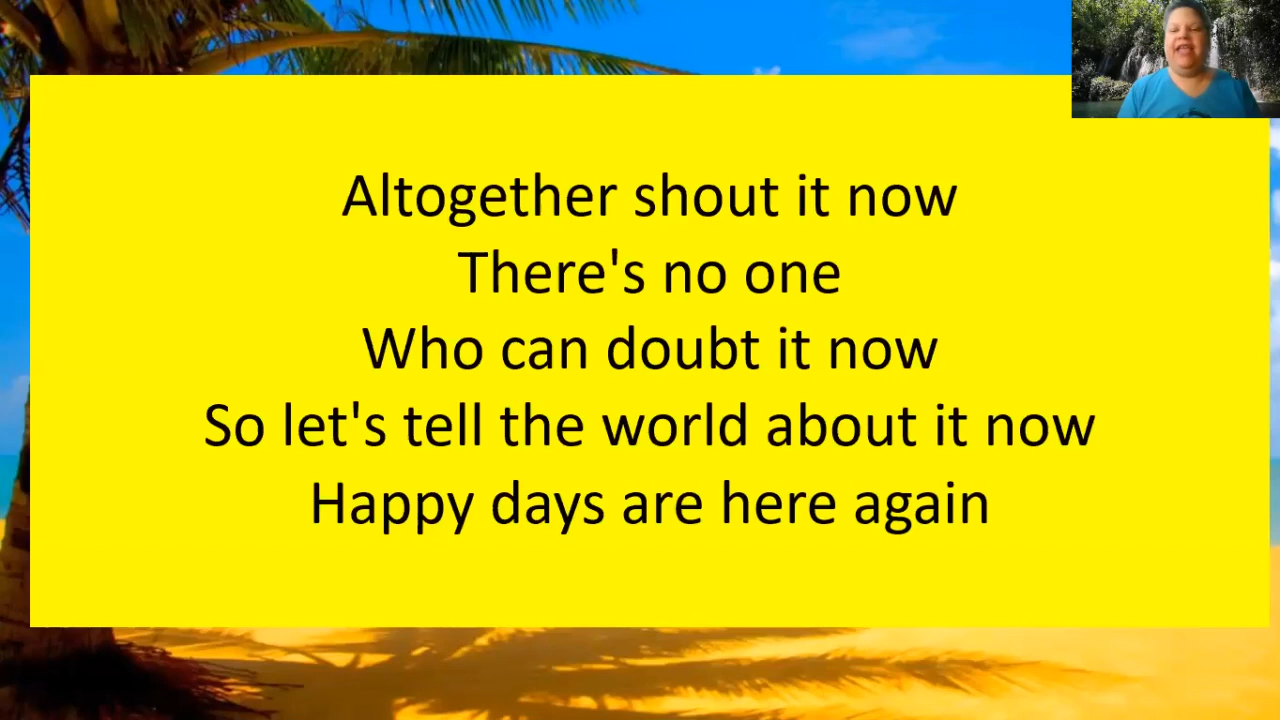 Altogether shout it now
There's no one
Who can doubt it now
So let's tell the world about it now
Happy days are here again